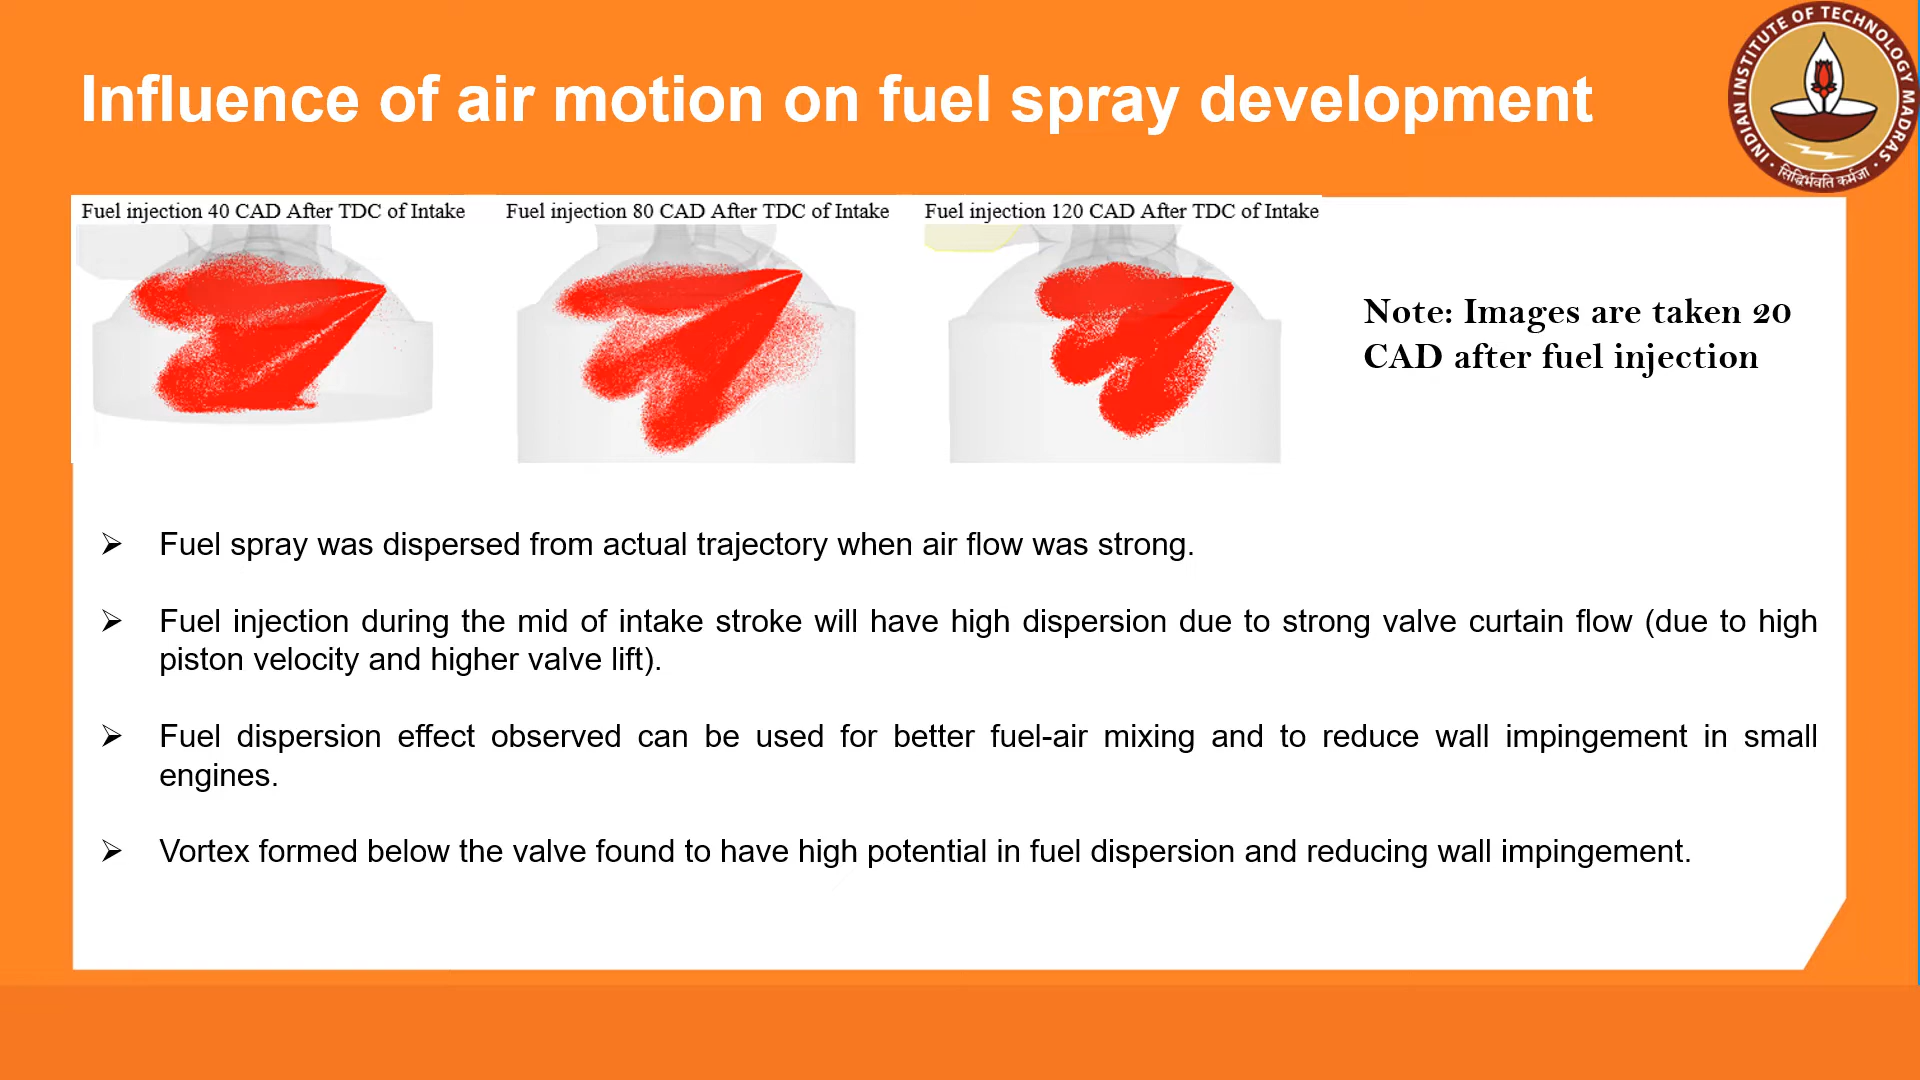 Influence of air motion on fuel spray development
INDIAN INSTITUTE OF TECHNOLOGY MADRAS
सिद्धिर्भवति कर्मजा
Fuel injection 40 CAD After TDC of Intake
Fuel injection 80 CAD After TDC of Intake
Fuel injection 120 CAD After TDC of Intake
Note: Images are taken 20
CAD after fuel injection
➢ Fuel spray was dispersed from actual trajectory when air flow was strong.
➢ Fuel injection during the mid of intake stroke will have high dispersion due to strong valve curtain flow (due to high
piston velocity and higher valve lift).
➢ Fuel dispersion effect observed can be used for better fuel-air mixing and to reduce wall impingement in small
engines.
➢ Vortex formed below the valve found to have high potential in fuel dispersion and reducing wall impingement.